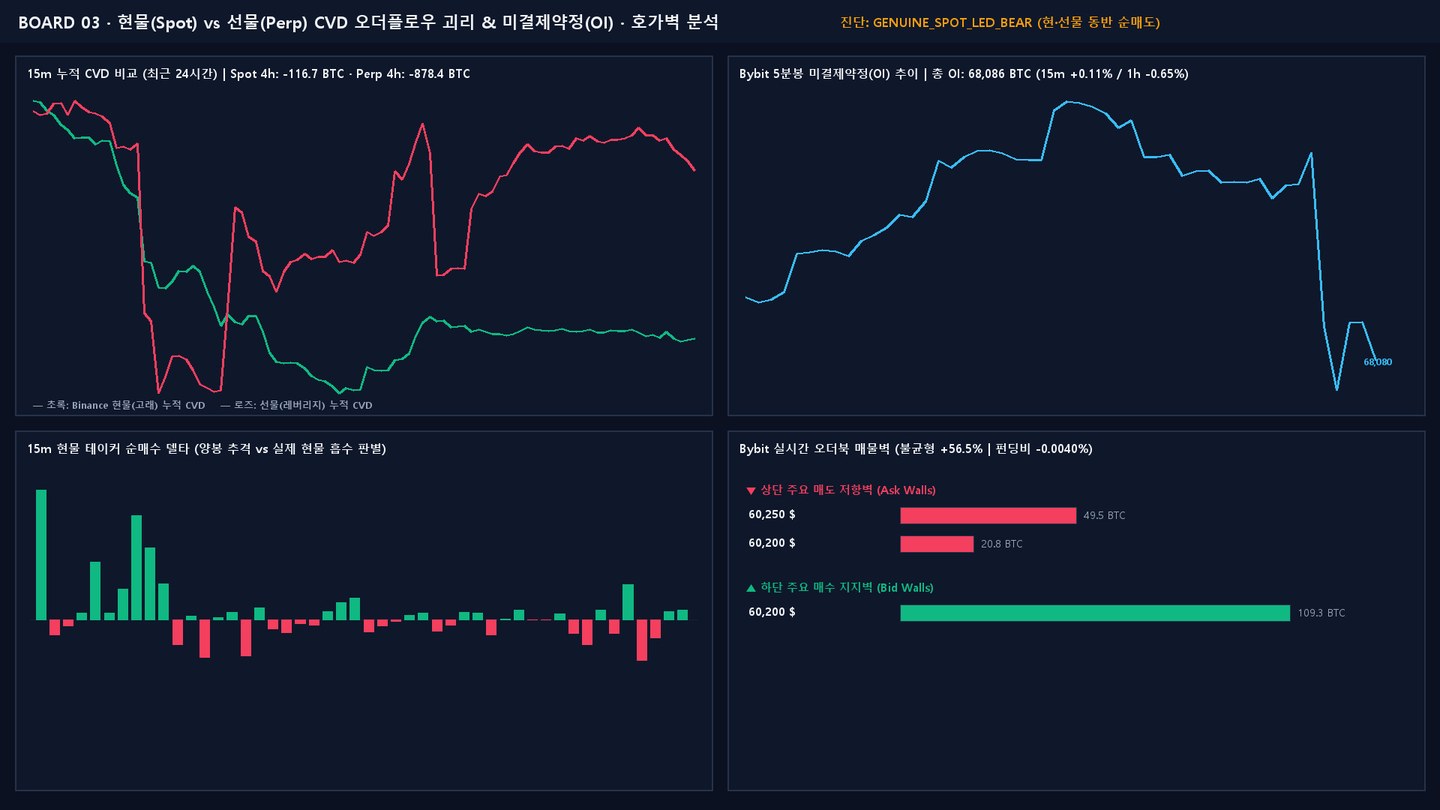 BOARD 03 · 현물(Spot) vs 선물(Perp) CVD 오더플로우 괴리 & 미결제약정(OI) · 호가벽 분석
진단: GENUINE_SPOT_LED_BEAR (현·선물 동반 순매도)
15m 누적 CVD 비교 (최근 24시간) | Spot 4h: -116.7 BTC · Perp 4h: -878.4 BTC
— 초록: Binance 현물(고래) 누적 CVD — 로즈: 선물(레버리지) 누적 CVD
Bybit 5분봉 미결제약정(OI) 추이 | 총 OI: 68,086 BTC (15m +0.11% / 1h -0.65%)
68,080
15m 현물 테이커 순매수 델타 (양봉 추격 vs 실제 현물 흡수 판별)
Bybit 실시간 오더북 매물벽 (불균형 +56.5% | 펀딩비 -0.0040%)
▼ 상단 주요 매도 저항벽 (Ask Walls)
60,250 $ 49.5 BTC
60,200 $ 20.8 BTC
▲ 하단 주요 매수 지지벽 (Bid Walls)
60,200 $ 109.3 BTC